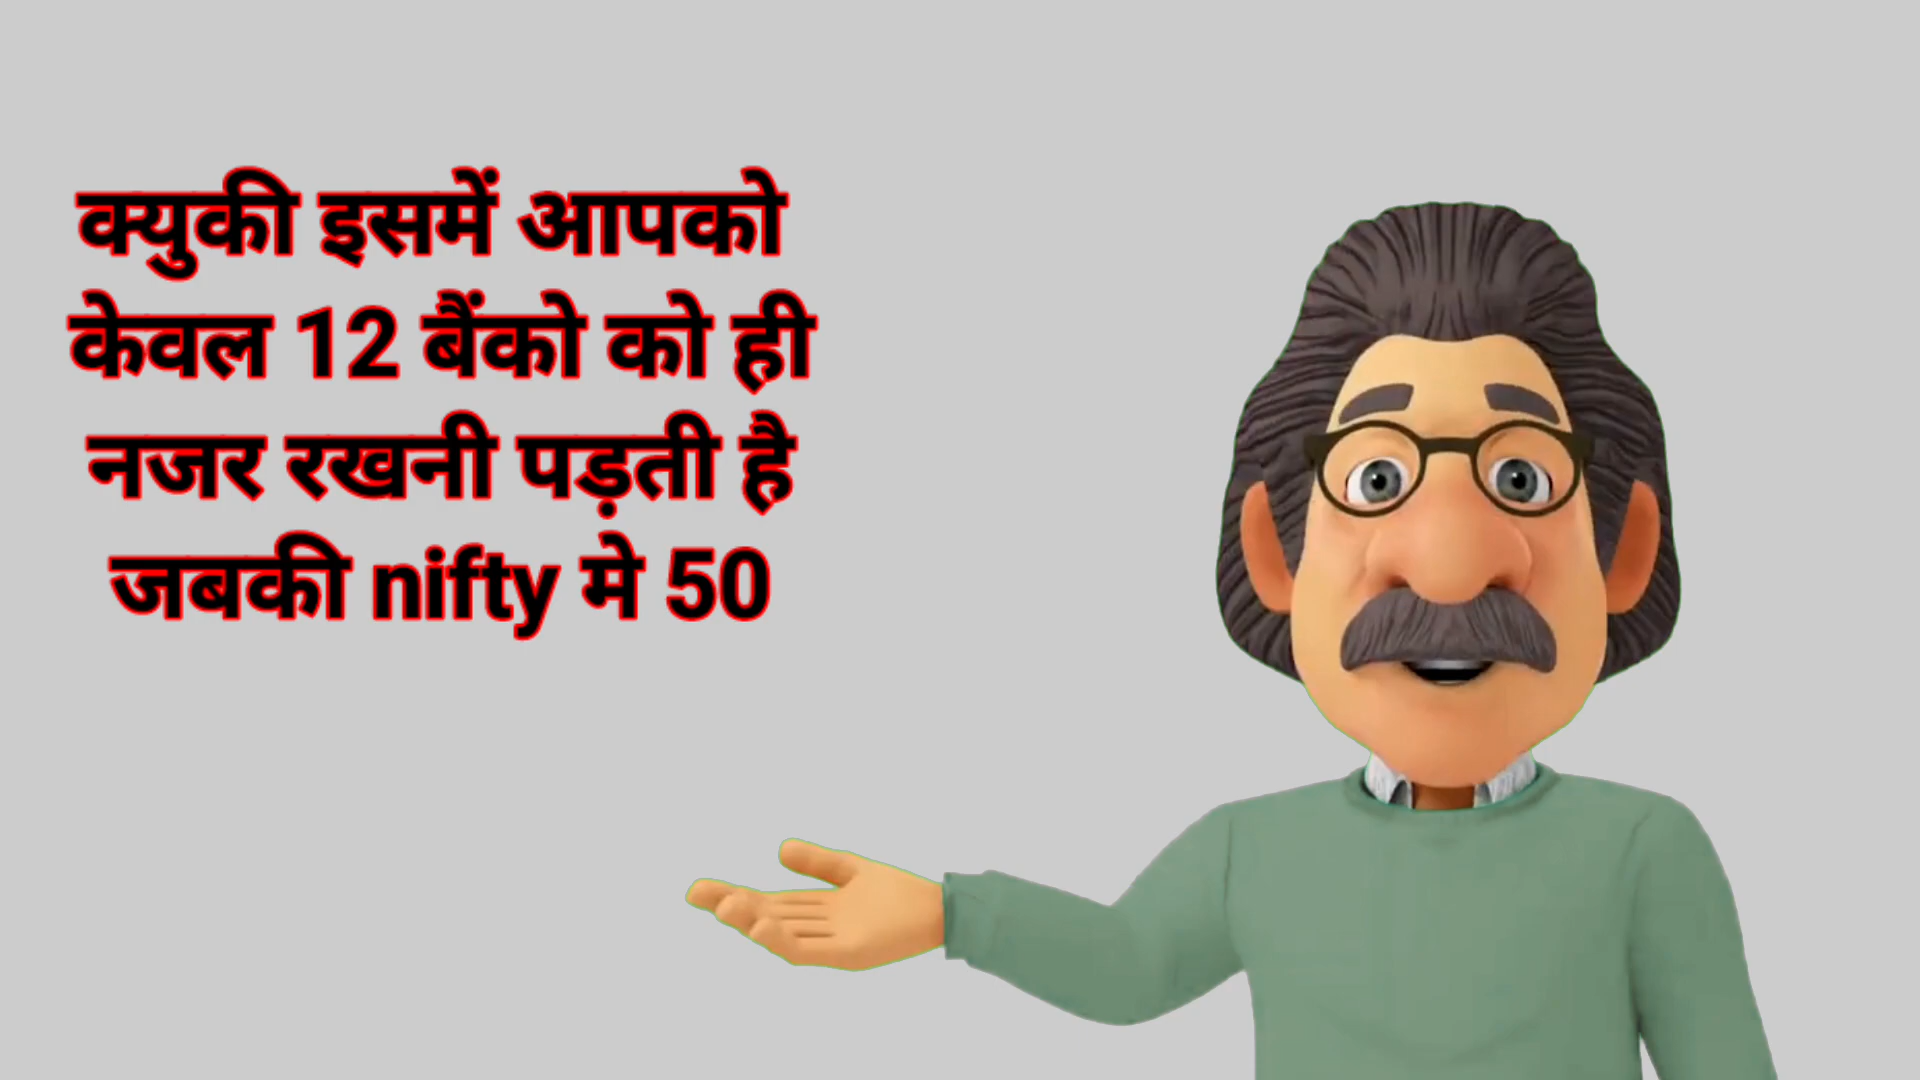 क्युकी इसमें आपको
केवल 12 बैंको को ही
नजर रखनी पड़ती है
जबकी nifty मे 50